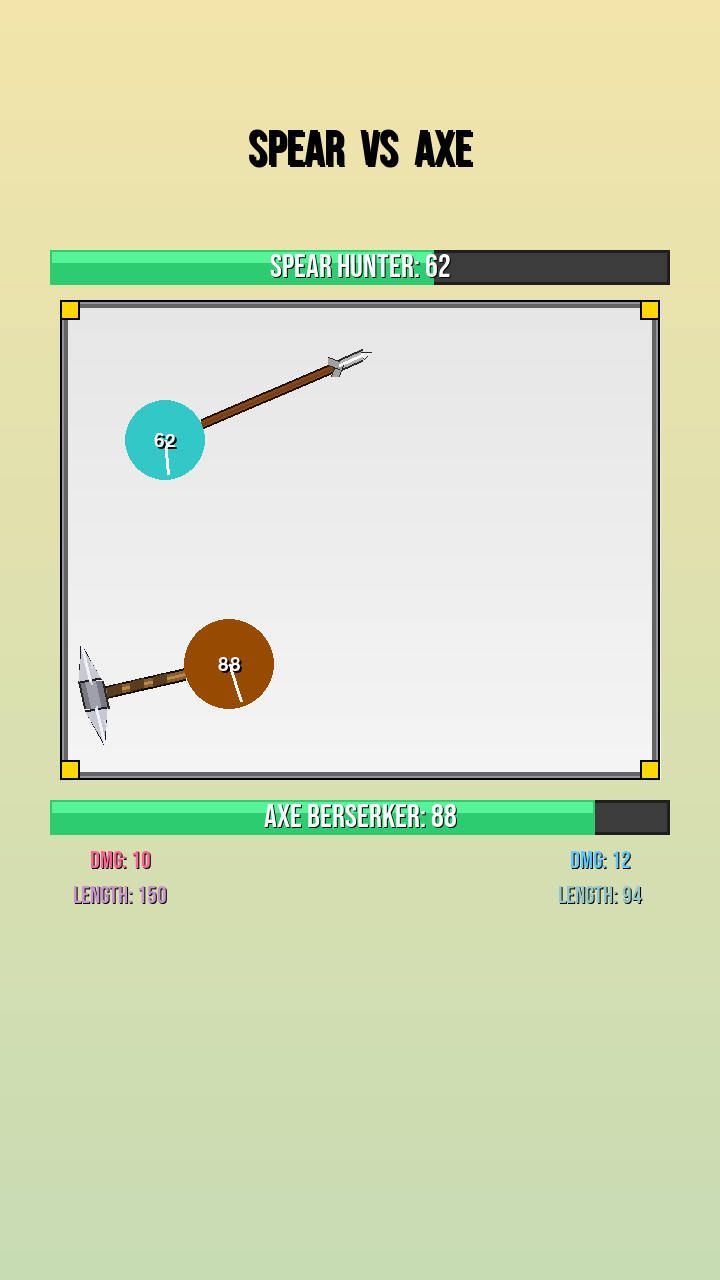 SPEAR VS AXE
SPEAR HUNTER: 62
62
88
AXE BERSERKER: 88
DMG: 10
DMG: 12
LENGTH: 150
LENGTH: 94